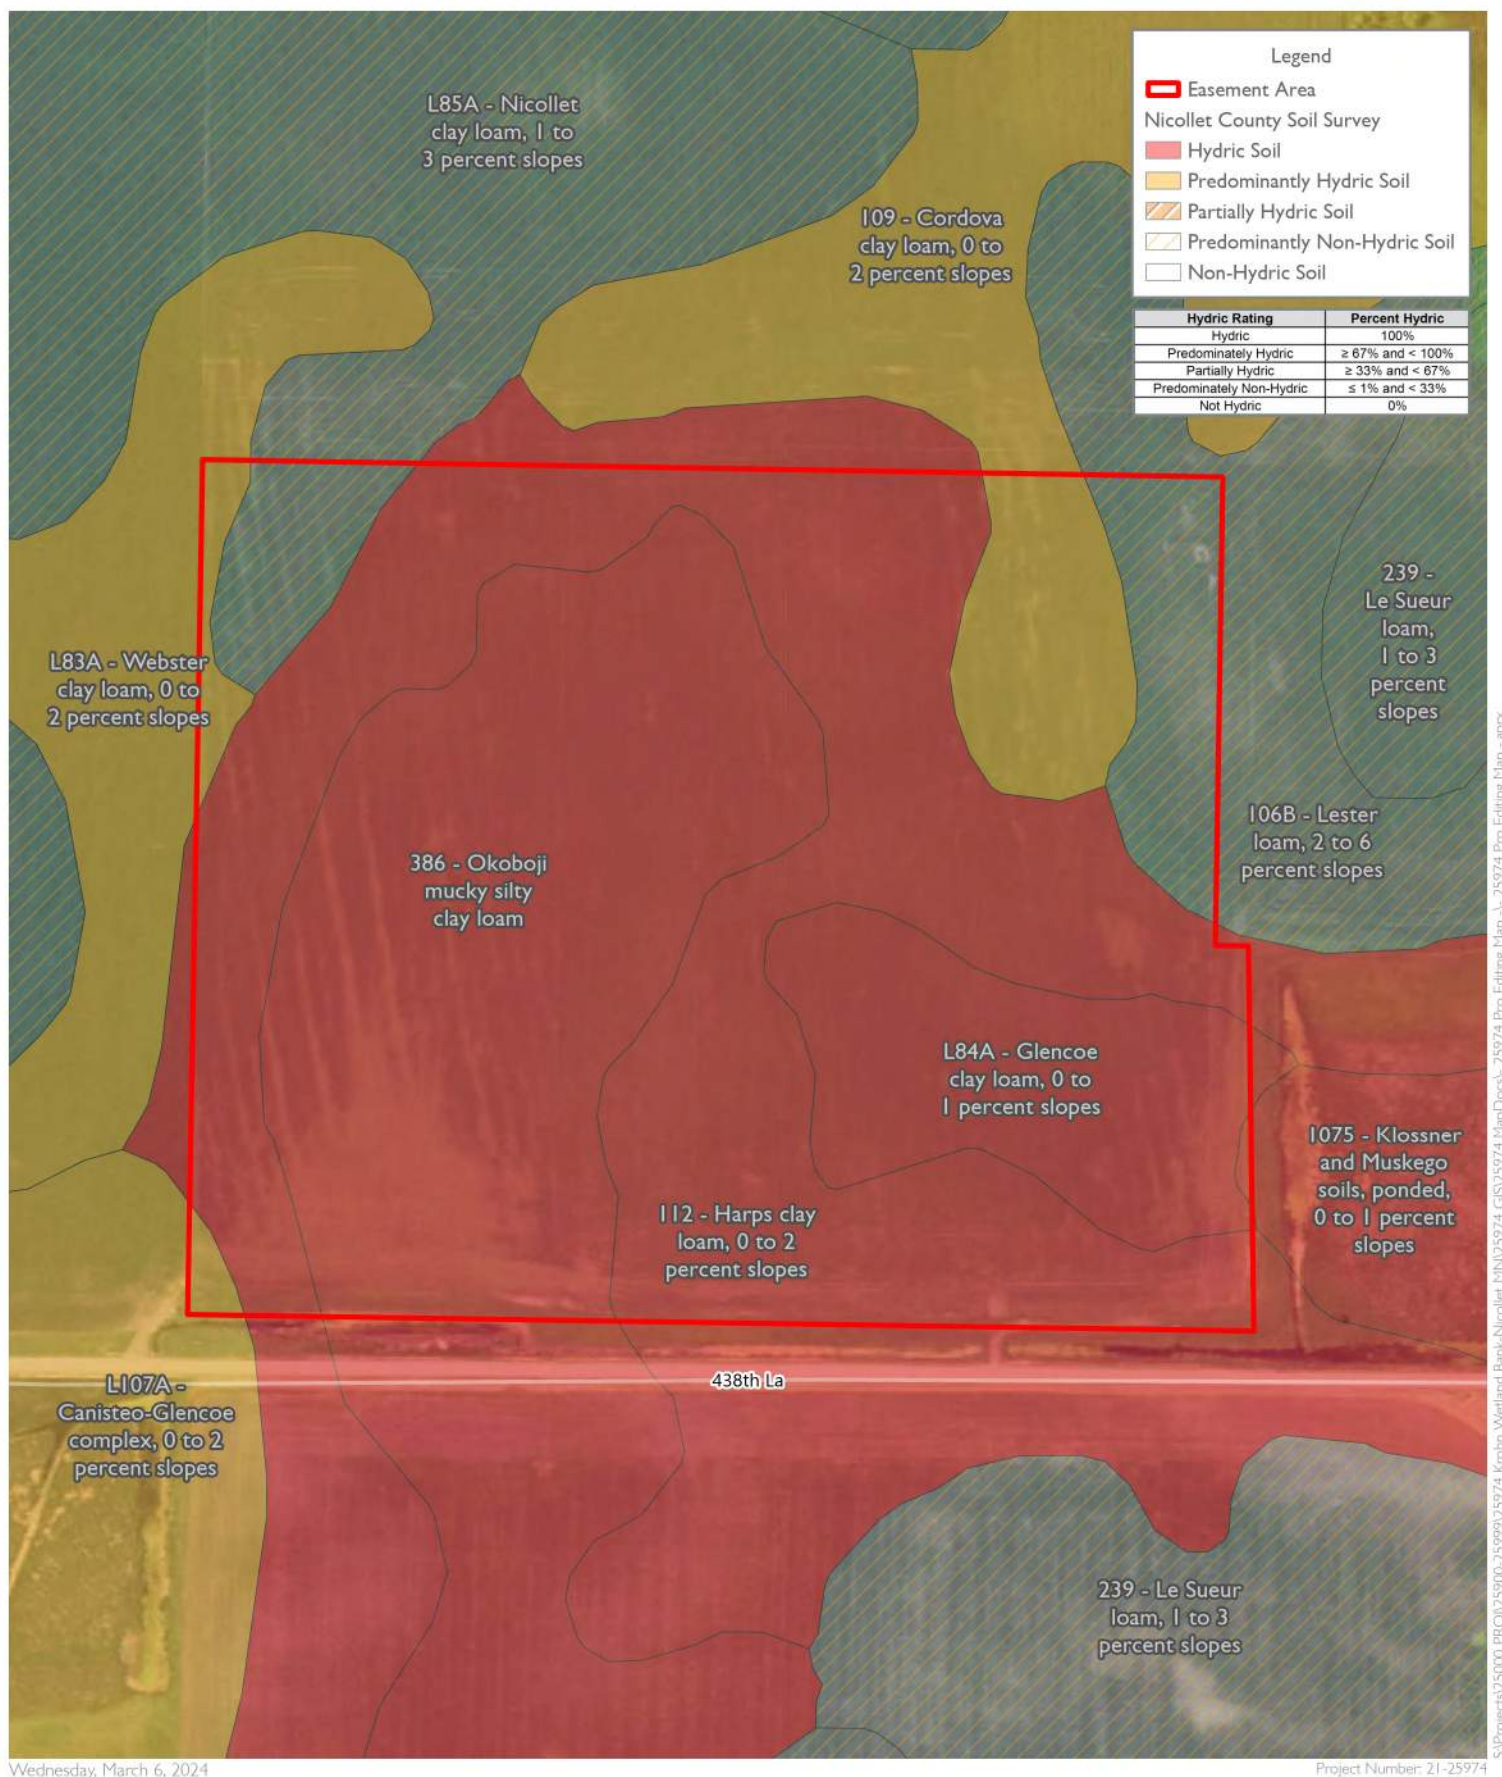 L85A - Nicollet
clay loam, 1 to
3 percent slopes
109 - Cordova
clay loam, 0 to
2 percent slopes
Legend
Easement Area
Nicollet County Soil Survey
Hydric Soil
Predominantly Hydric Soil
Partially Hydric Soil
Predominantly Non-Hydric Soil
Non-Hydric Soil
Hydric Rating Percent Hydric
Hydric 100%
Predominately Hydric ≥ 67% and < 100%
Partially Hydric ≥ 33% and < 67%
Predominately Non-Hydric ≤ 1% and < 33%
Not Hydric 0%
239 -
Le Sueur
loam,
1 to 3
percent
slopes
L83A - Webster
clay loam, 0 to
2 percent slopes
106B - Lester
loam, 2 to 6
percent slopes
386 - Okoboji
mucky silty
clay loam
L84A - Glencoe
clay loam, 0 to
1 percent slopes
1075 - Klossner
and Muskego
soils, ponded,
0 to 1 percent
slopes
112 - Harps clay
loam, 0 to 2
percent slopes
438th La
L107A -
Canisteo-Glencoe
complex, 0 to 2
percent slopes
239 - Le Sueur
loam, 1 to 3
percent slopes
Wednesday, March 6, 2024
Project Number: 21-25974